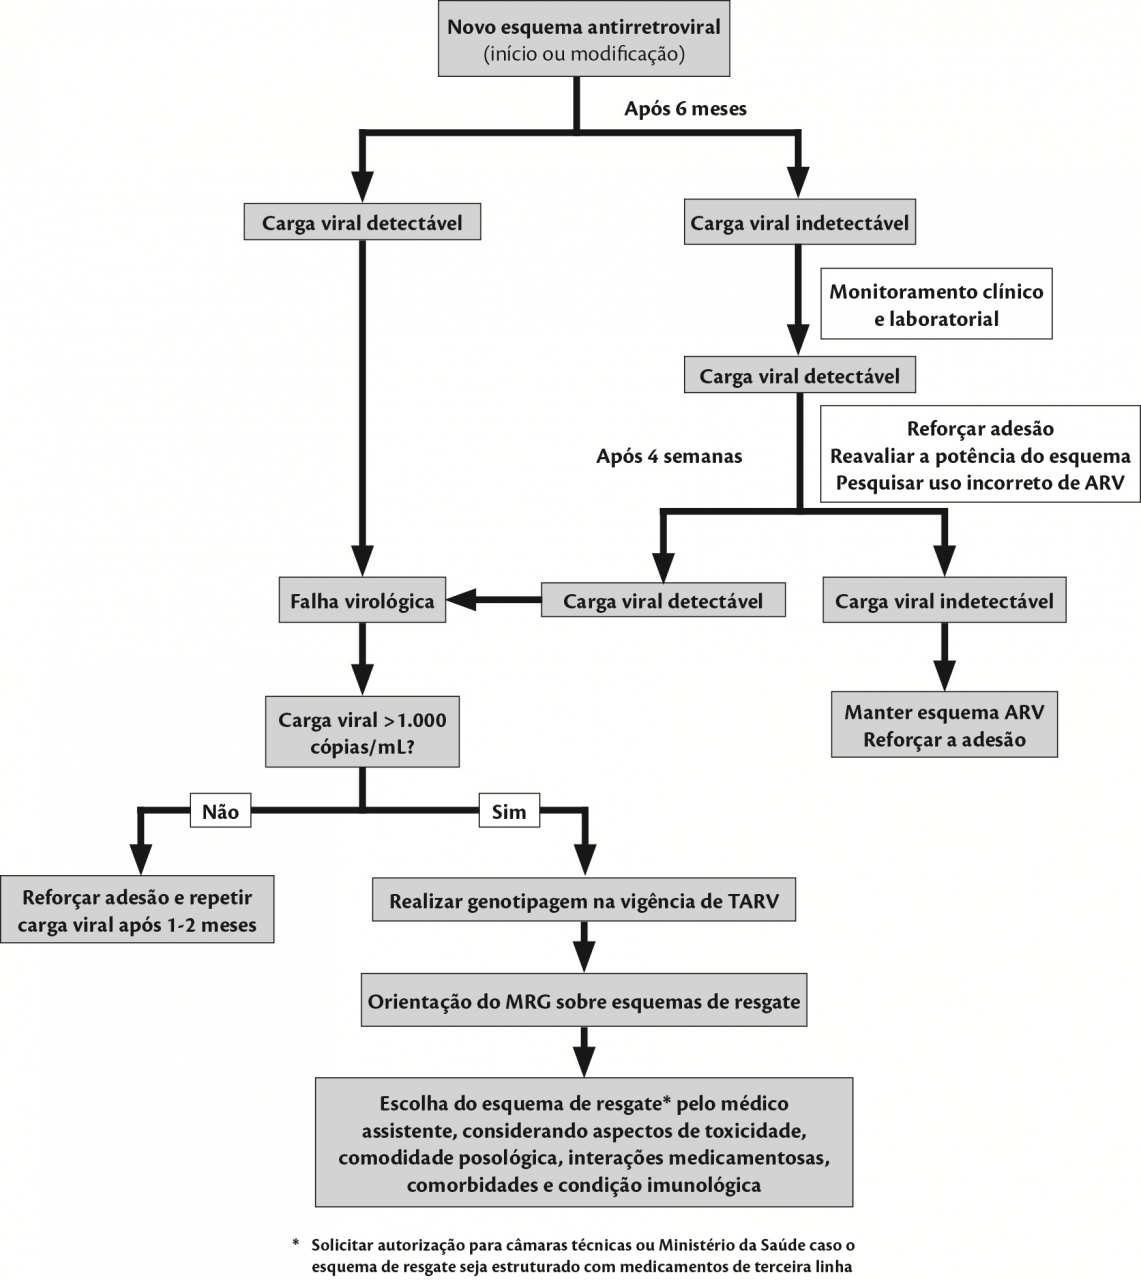 Novo esquema antirretroviral
(início ou modificação)
Após 6 meses
Carga viral detectável
Carga viral indetectável
Monitoramento clínico
e laboratorial
Carga viral detectável
Reforçar adesão
Reavaliar a potência do esquema
Pesquisar uso incorreto de ARV
Após 4 semanas
Falha virológica
Carga viral detectável
Carga viral indetectável
Carga viral >1.000
cópias/mL?
Manter esquema ARV
Reforçar a adesão
Não
Sim
Reforçar adesão e repetir
carga viral após 1-2 meses
Realizar genotipagem na vigência de TARV
Orientação do MRG sobre esquemas de resgate
Escolha do esquema de resgate* pelo médico
assistente, considerando aspectos de toxicidade,
comodidade posológica, interações medicamentosas,
comorbidades e condição imunológica
* Solicitar autorização para câmaras técnicas ou Ministério da Saúde caso o
esquema de resgate seja estruturado com medicamentos de terceira linha